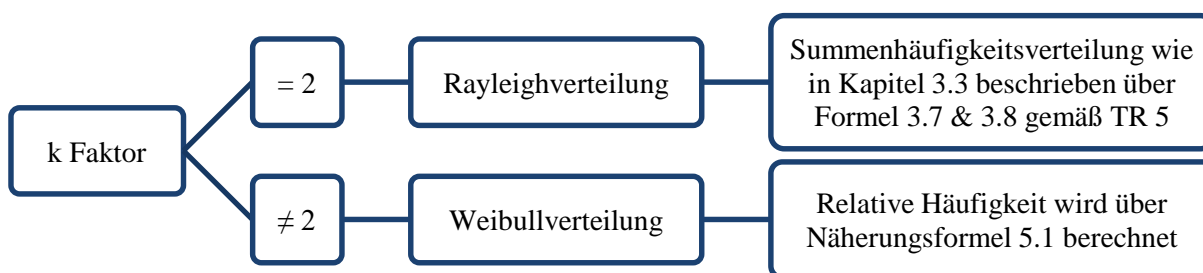 k Faktor
= 2
Rayleighverteilung
Summenhäufigkeitsverteilung wie
in Kapitel 3.3 beschrieben über
Formel 3.7 & 3.8 gemäß TR 5
≠ 2
Weibullverteilung
Relative Häufigkeit wird über
Näherungsformel 5.1 berechnet